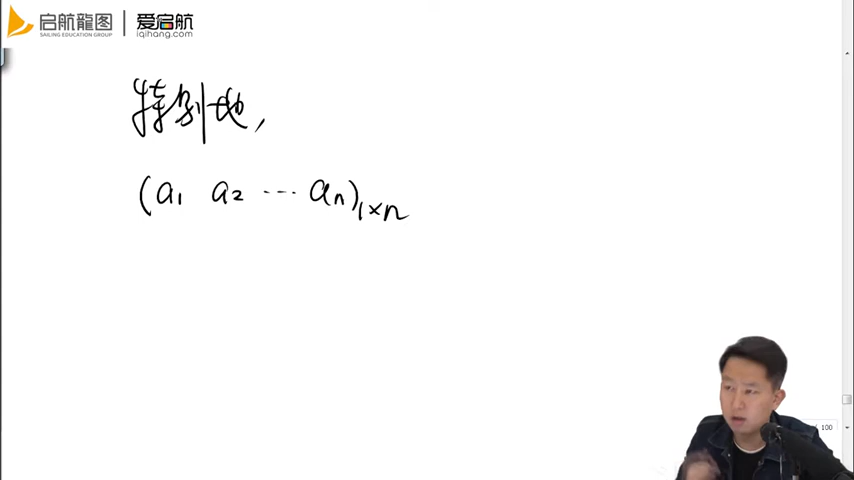 启航龍图 爱启航
SAILING EDUCATION GROUP iqihang.com
特别地,
(a₁ a₂ ⋯ aₙ)₁×ₙ
/ 100